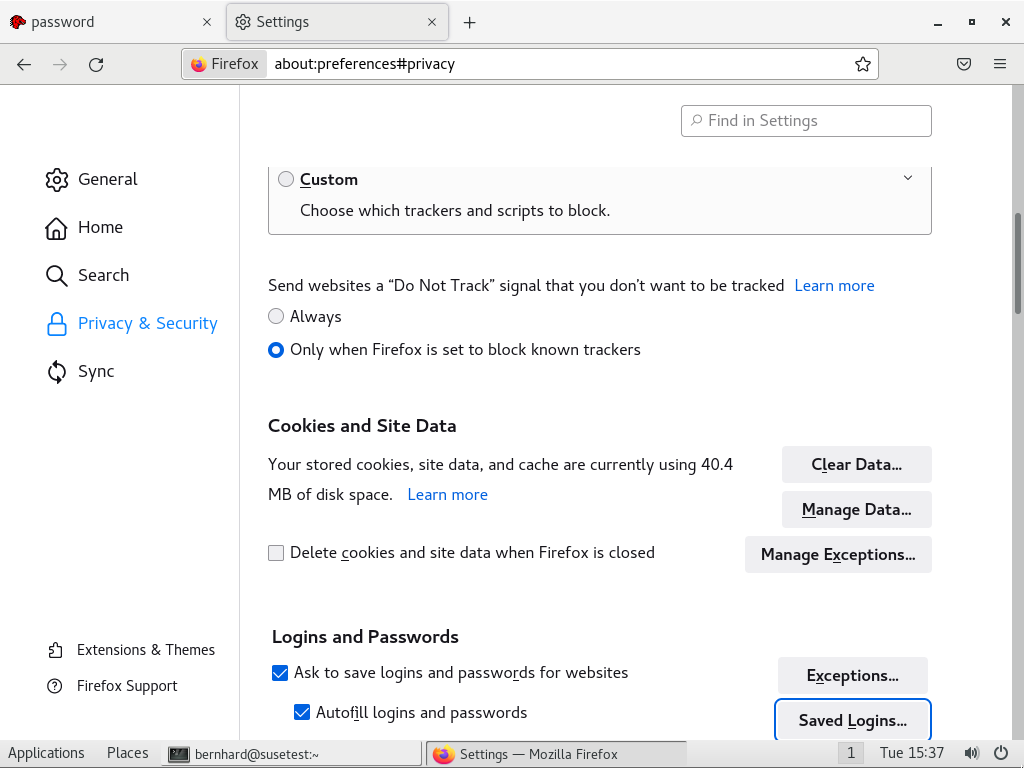 password
Settings
Firefox
about:preferences#privacy
Find in Settings
General
Home
Search
Privacy & Security
Sync
Extensions & Themes
Firefox Support
Custom
Choose which trackers and scripts to block.
Send websites a “Do Not Track” signal that you don’t want to be tracked Learn more
Always
Only when Firefox is set to block known trackers
Cookies and Site Data
Your stored cookies, site data, and cache are currently using 40.4
MB of disk space. Learn more
Clear Data…
Manage Data…
Delete cookies and site data when Firefox is closed
Manage Exceptions…
Logins and Passwords
Ask to save logins and passwords for websites
Exceptions…
Autofill logins and passwords
Saved Logins…
Applications Places bernhard@susetest:~ Settings — Mozilla Firefox 1 Tue 15:37